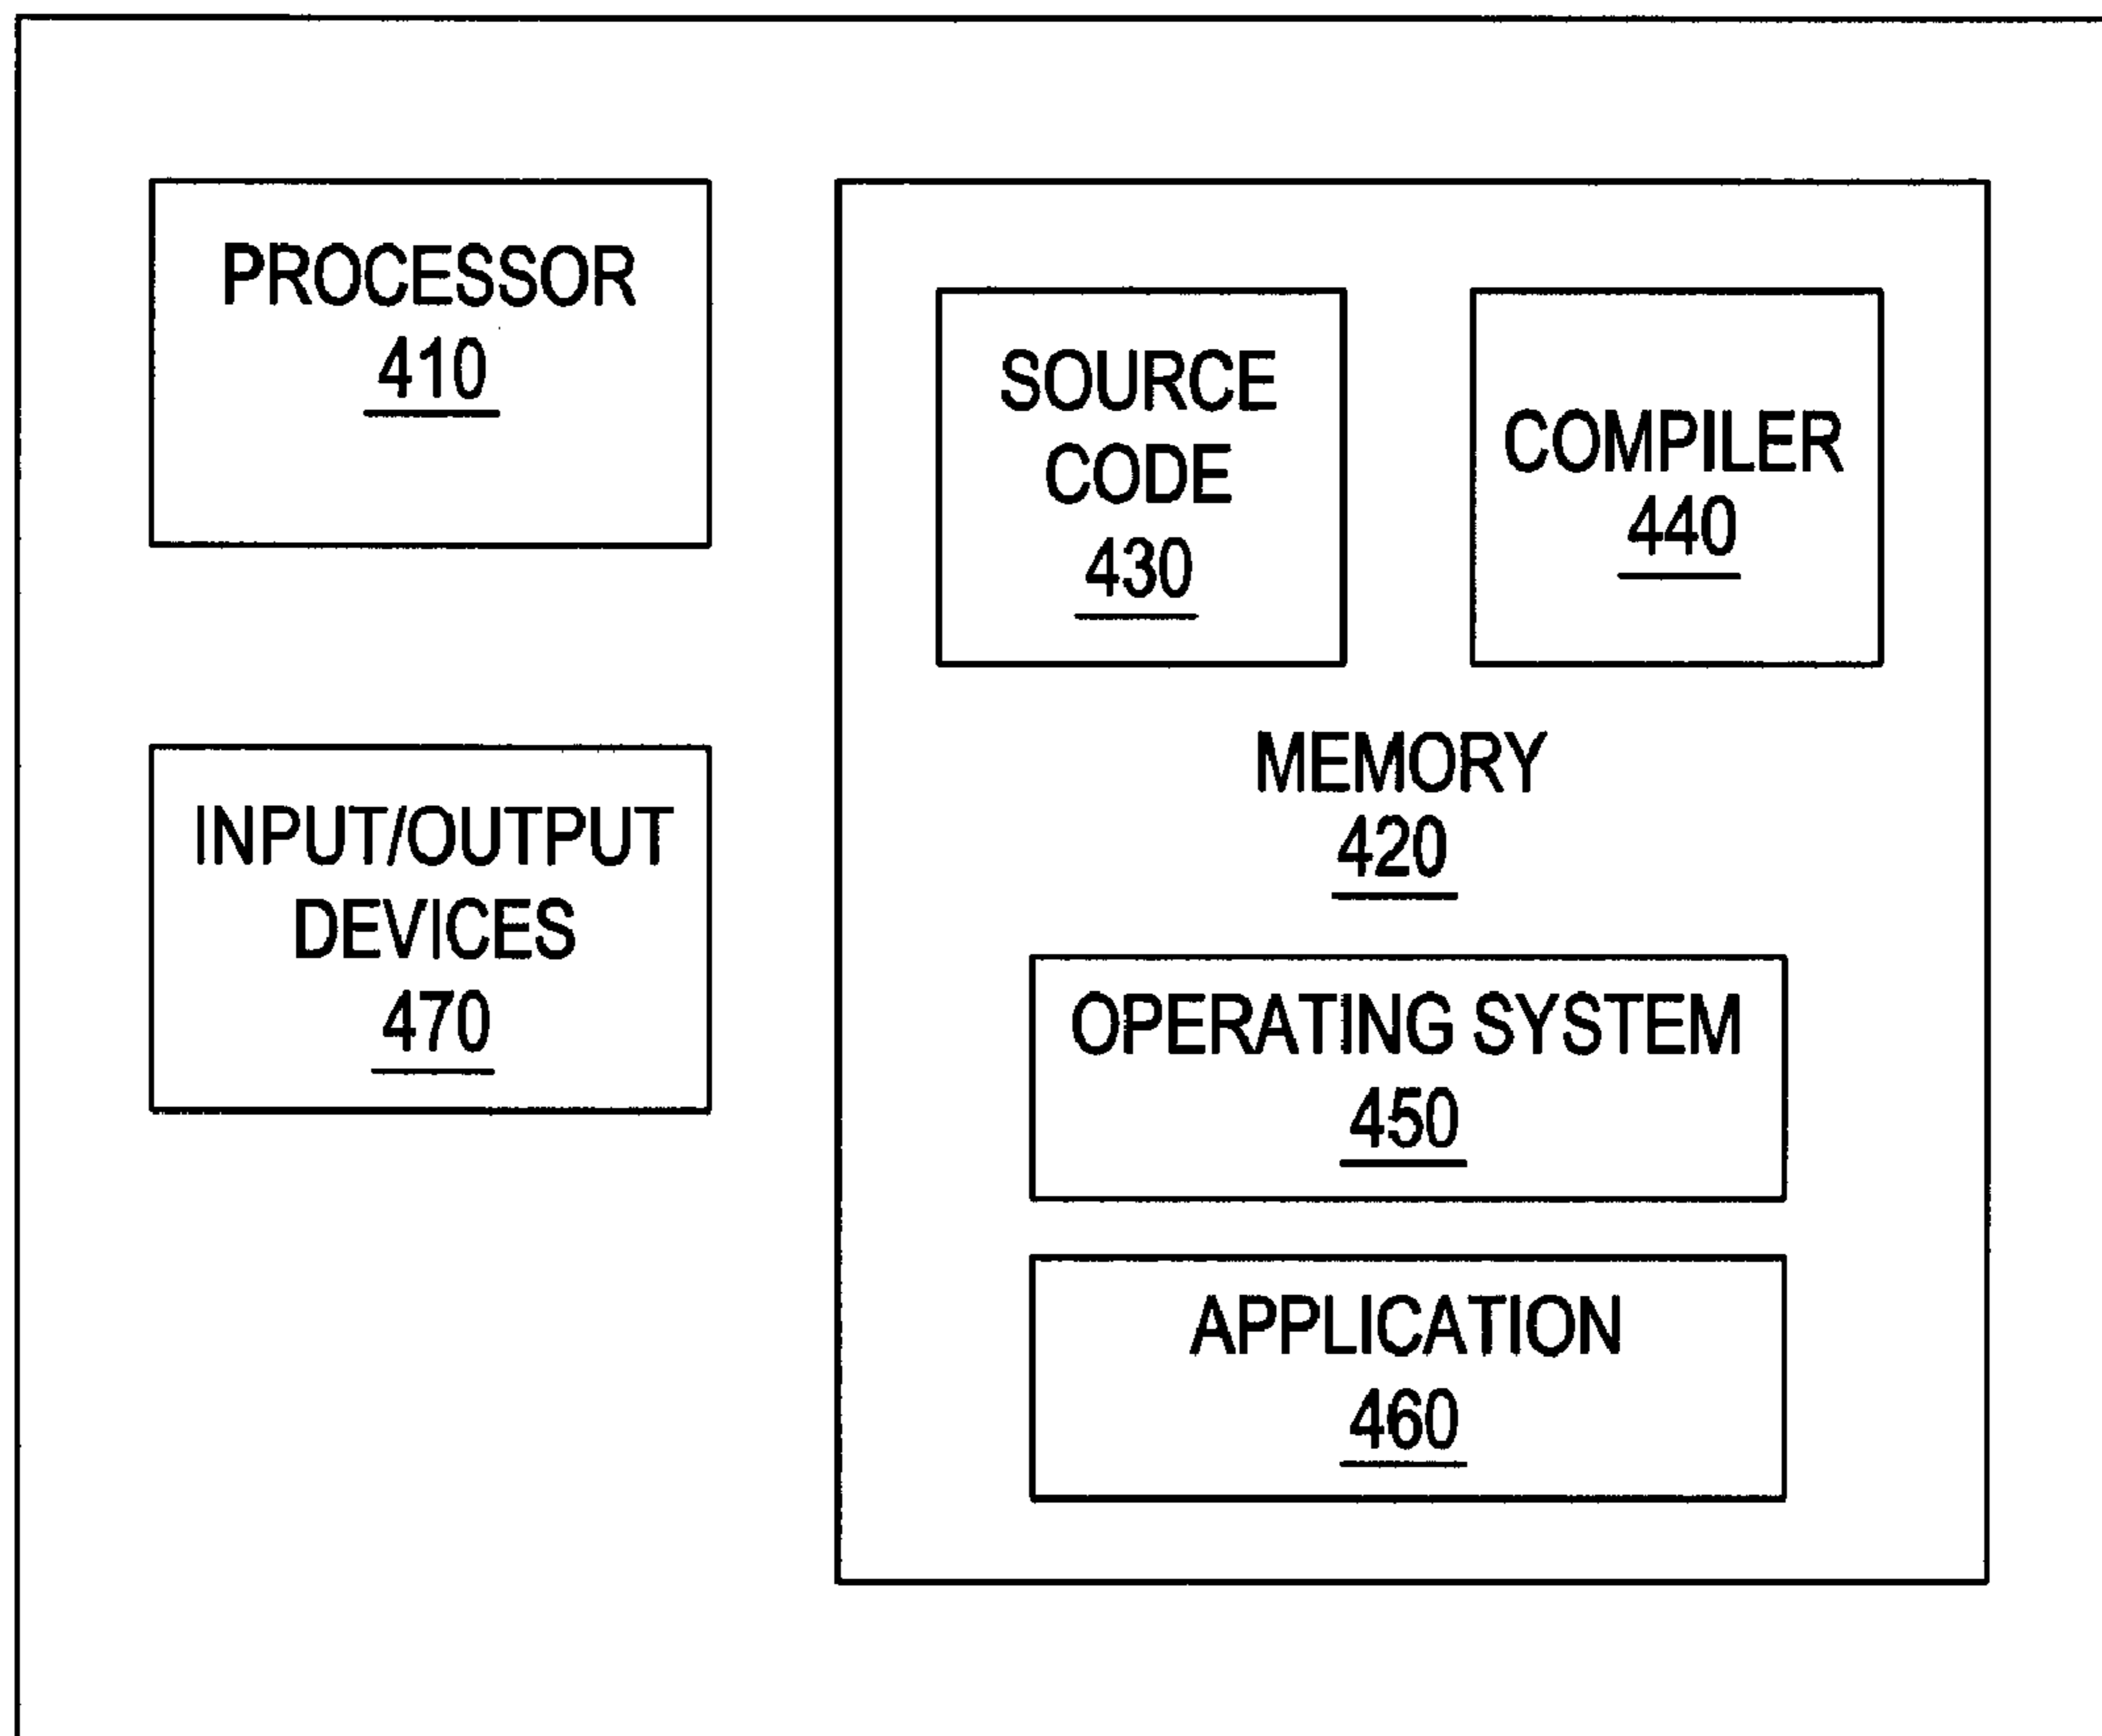 PROCESSOR
410
INPUT/OUTPUT
DEVICES
470
SOURCE
CODE
430
COMPILER
440
MEMORY
420
OPERATING SYSTEM
450
APPLICATION
460